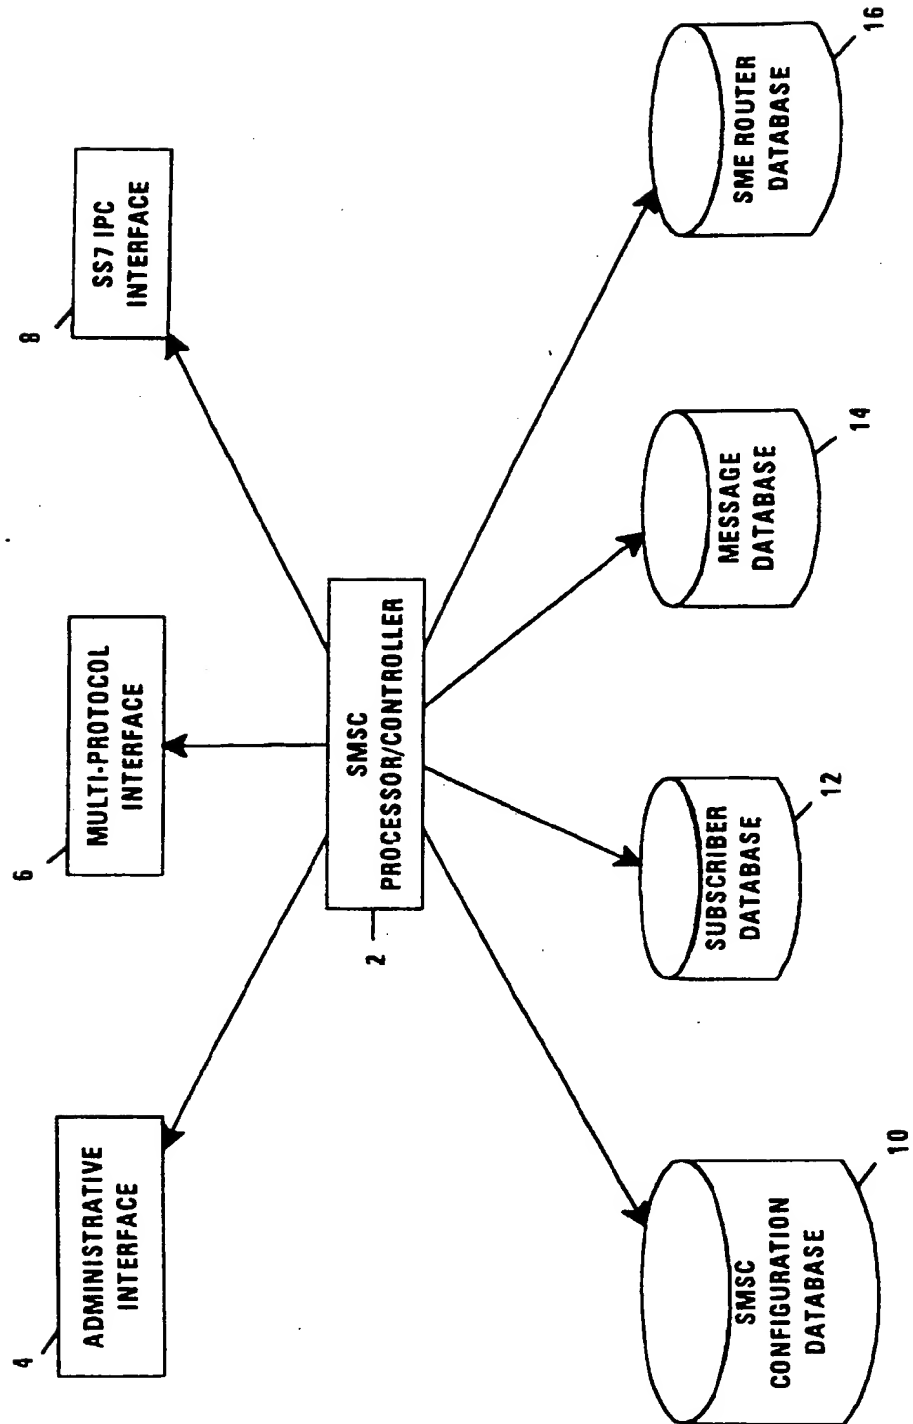 4
ADMINISTRATIVE
INTERFACE
6
MULTI-PROTOCOL
INTERFACE
8
SS7 IPC
INTERFACE
2
SMSC
PROCESSOR/CONTROLLER
SMSC
CONFIGURATION
DATABASE
10
SUBSCRIBER
DATABASE
12
MESSAGE
DATABASE
14
SME ROUTER
DATABASE
16